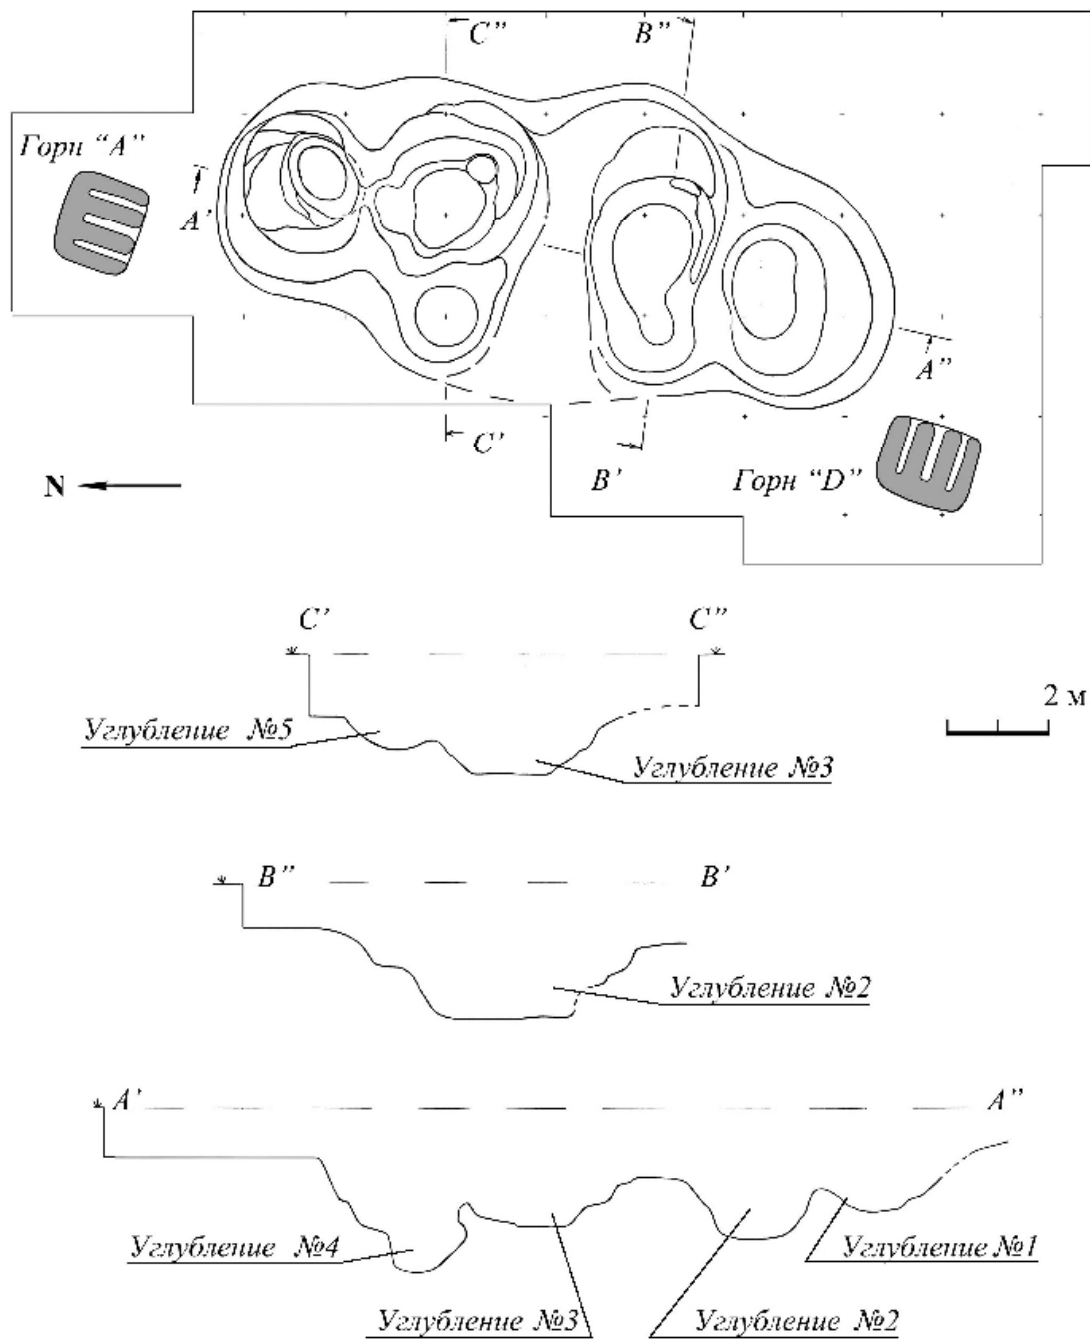 C” B”
Горн “A”
A’
A”
C’
B’
Горн “D”
N
C’ C”
2 м
Углубление №5
Углубление №3
B” B’
Углубление №2
A’ A”
Углубление №4
Углубление №1
Углубление №3
Углубление №2